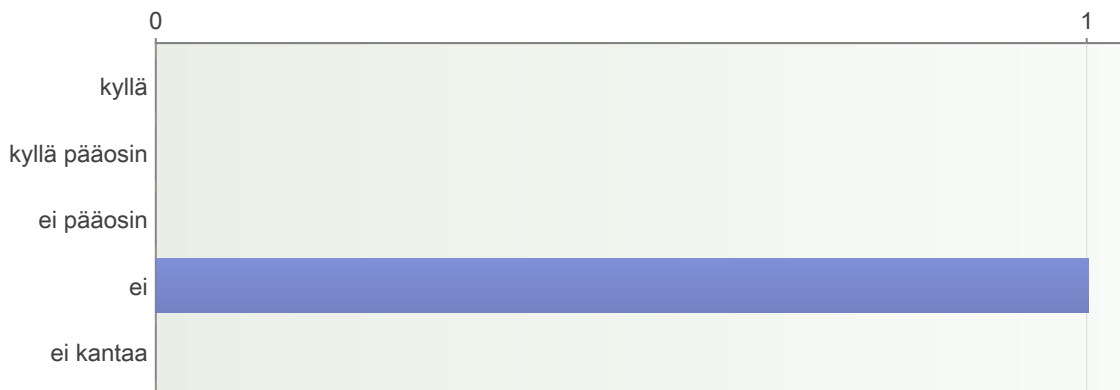 0 1
kyllä
kyllä pääosin
ei pääosin
ei
ei kantaa